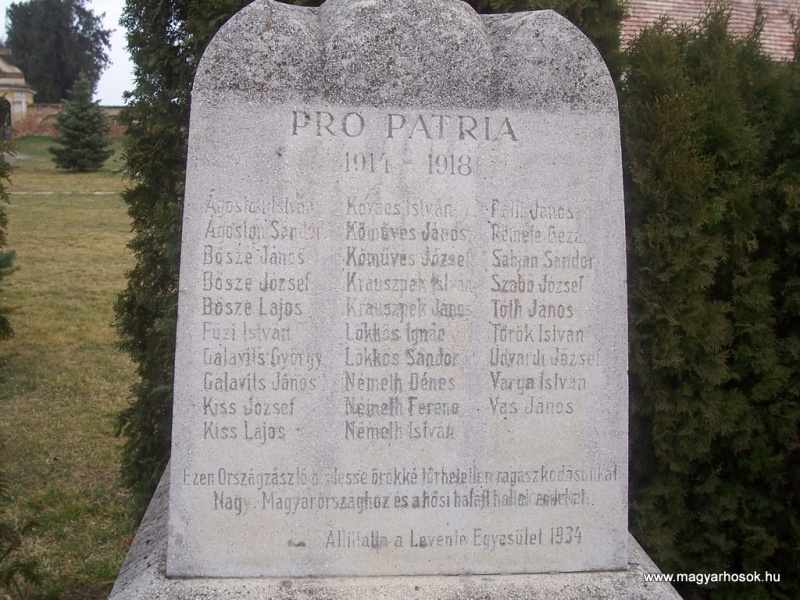 PRO PATRIA
1914 - 1918
Ágoston István
Ágoston Sándor
Bősze János
Bősze József
Bősze Lajos
Füzi István
Galavits György
Galavits János
Kiss József
Kiss Lajos
Kovács István
Kőműves János
Kőműves József
Krauszpek István
Krauszpek János
Lökkös Ignác
Lökkös Sándor
Németh Dénes
Németh Ferenc
Németh István
János
Remete Géza
Sabján Sándor
Szabó József
Tóth János
Török István
Udvardi József
Varga István
Vas János
Ezen Országzászló örökké törhetetlen ragaszkodásunkat
Nagy-Magyarországhoz és a hősi halált halt
Állította a Levente Egyesület 1934
www.magyarhosok.hu